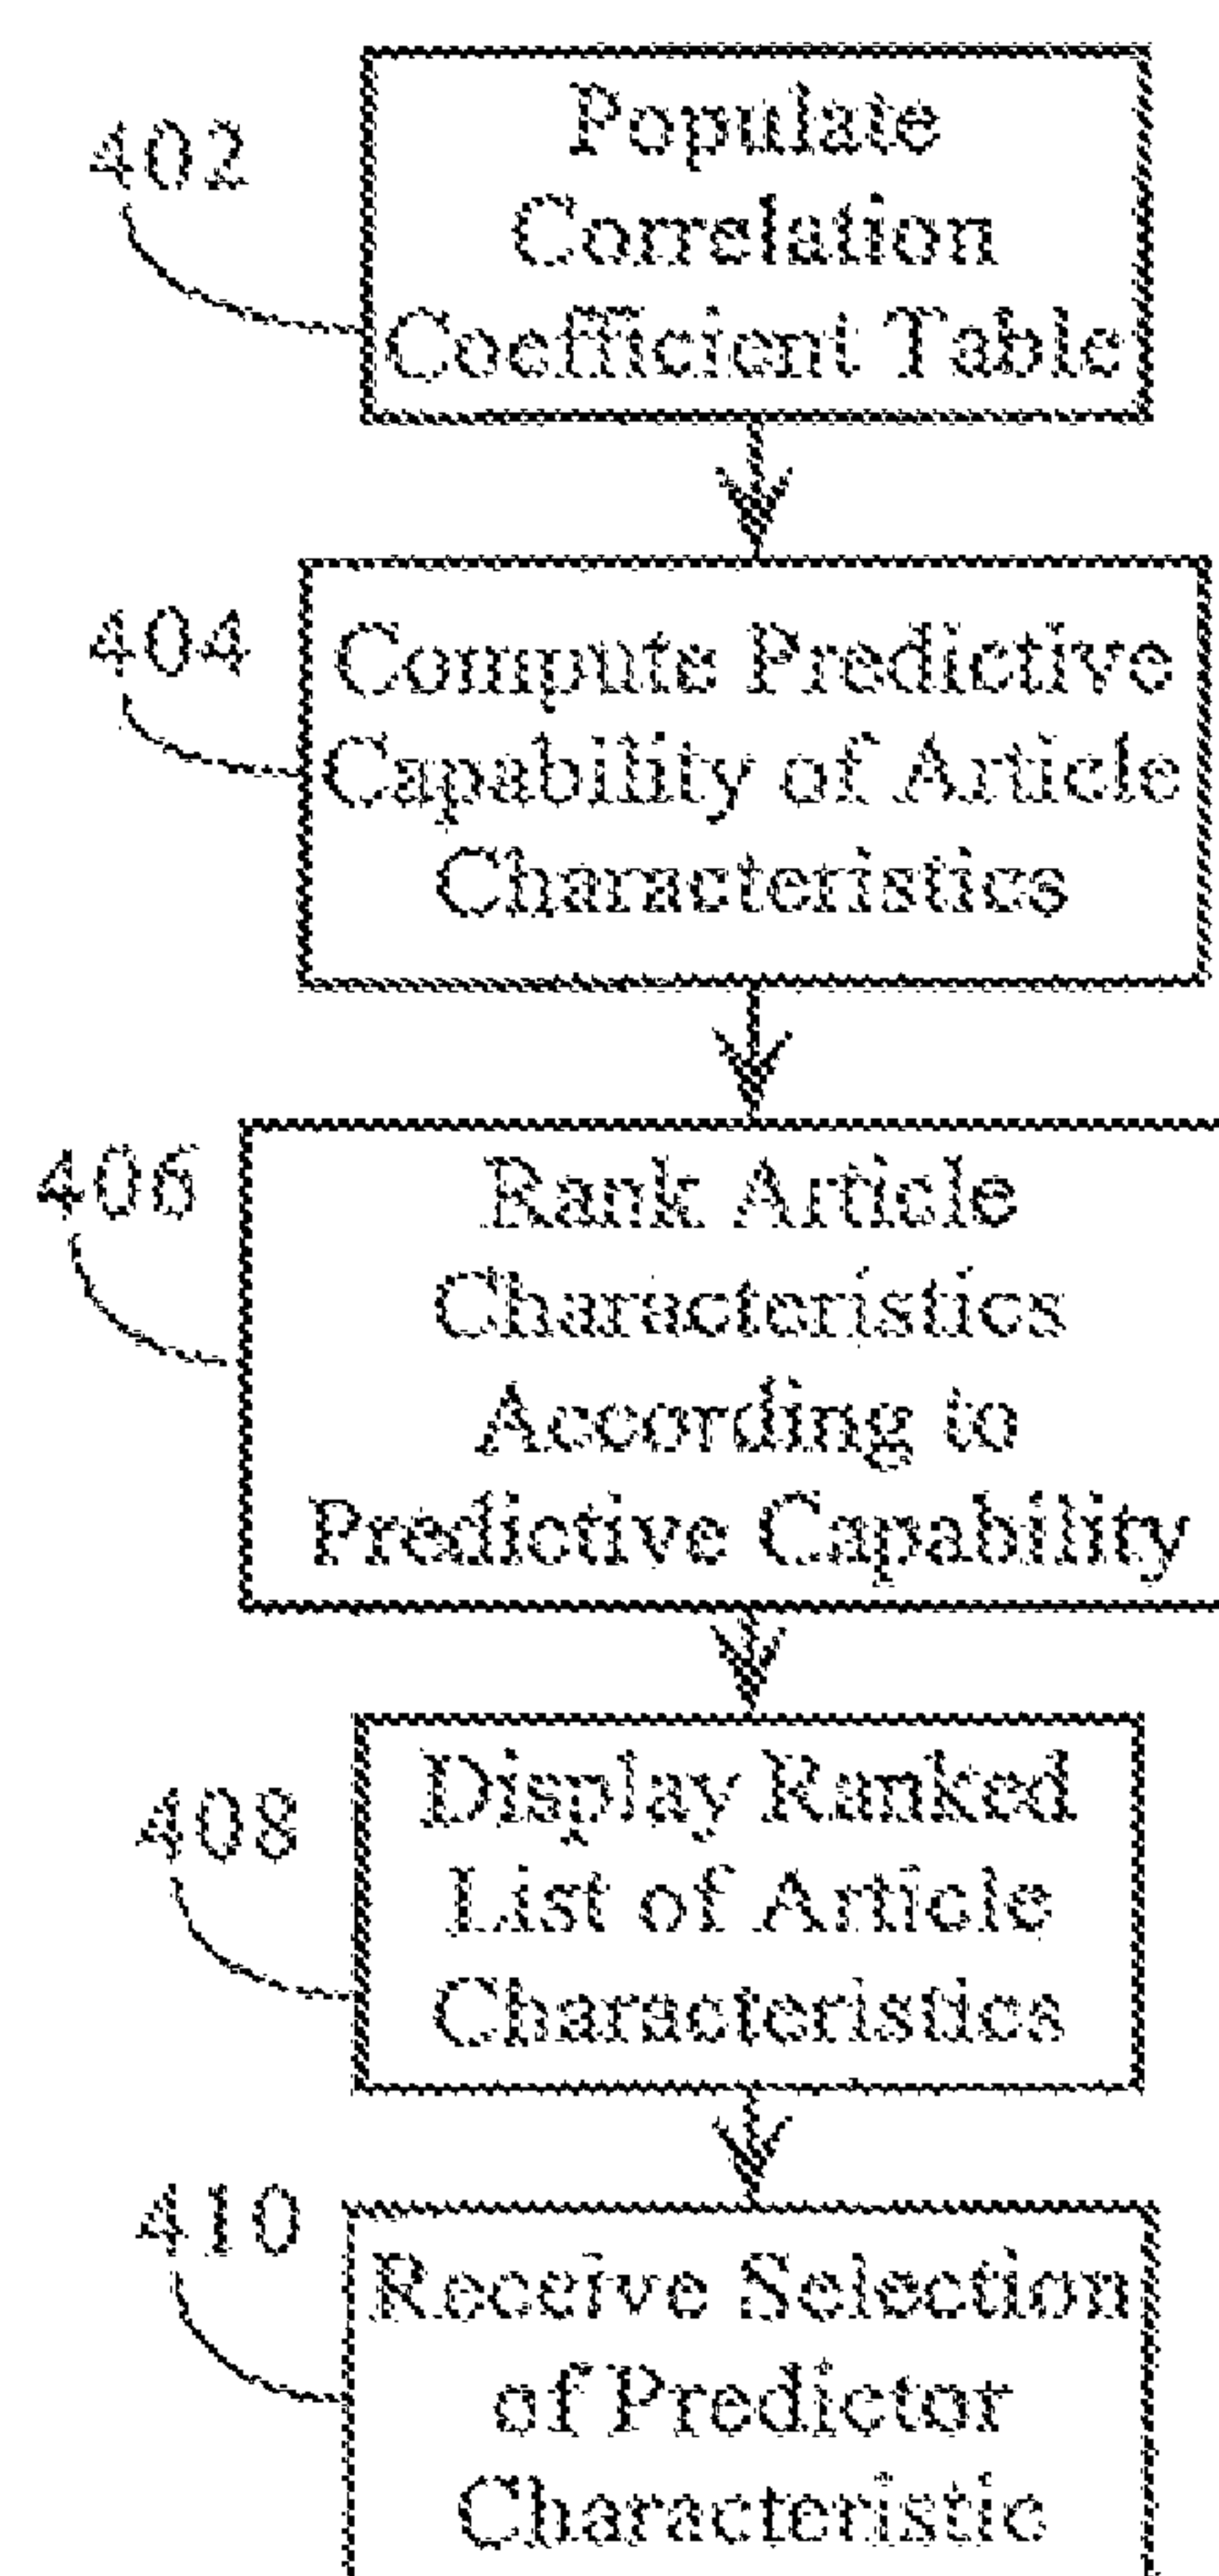 402
Populate
Correlation
Coefficient Table
404
Compute Predictive
Capability of Article
Characteristics
406
Rank Article
Characteristics
According to
Predictive Capability
408
Display Ranked
List of Article
Characteristics
410
Receive Selection
of Predictor
Characteristic